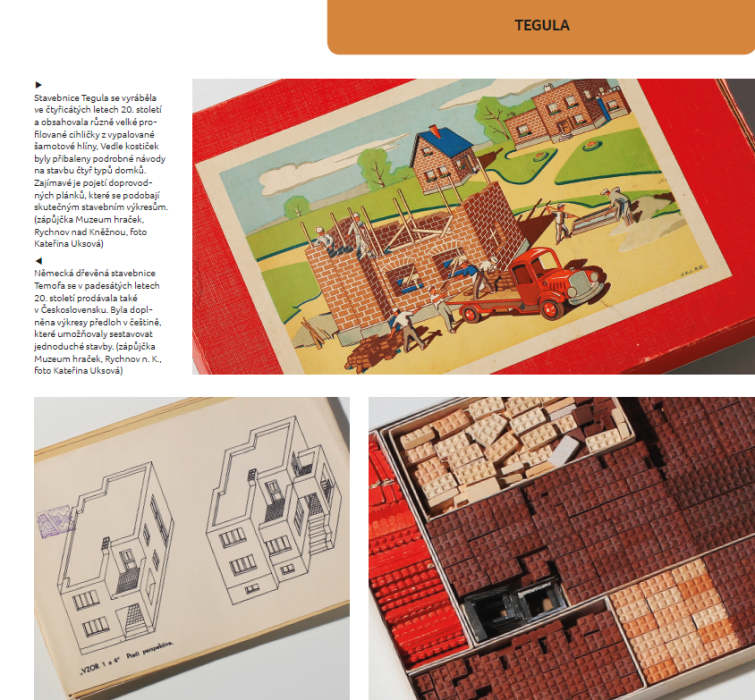 TEGULA
Stavebnice Tegula se vyráběla
ve čtyřicátých letech 20. století
a obsahovala různě velké pro-
filované cihličky z vypalované
šamotové hlíny, Vedle kostiček
byly přibaleny podrobné návody
na stavbu čtyř typů domků.
Zajímavé je pojetí doprovod-
ných plánků, které se podobají
skutečným stavebním výkresům.
(zápůjčka Muzeum hraček,
Rychnov nad Kněžnou, foto
Kateřina Uksová)
Německá dřevěná stavebnice
Temofa se v padesátých letech
20. století prodávala také
v Československu. Byla dopl-
něna výkresy předloh v češtině,
které umožňovaly sestavovat
jednoduché stavby. (zápůjčka
Muzeum hraček, Rychnov n. K.,
foto Kateřina Uksová)
„VZOR 1 a 4" Ptačí perspektiva.